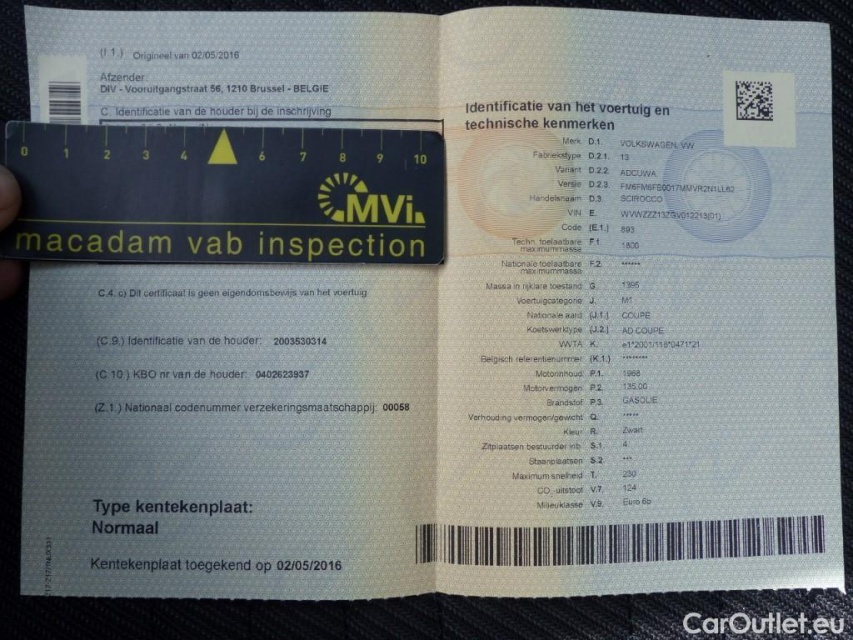 (I 1.) Origineel van 02/05/2016
Afzender:
DIV - Vooruitgangstraat 56, 1210 Brussel - BELGIE
C. Identificatie van de houder bij de inschrijving
0 1 2 3 4 6 7 8 9 10
MVi
macadam vab inspection
C.4. c) Dit certificaat is geen eigendomsbewijs van het voertuig
(C.9.) Identificatie van de houder: 2003530314
(C 10.) KBO nr van de houder: 0402623937
(Z.1.) Nationaal codenummer verzekeringsmaatschappij: 00058
Type kentekenplaat:
Normaal
Kentekenplaat toegekend op 02/05/2016
Identificatie van het voertuig en
technische kenmerken
Merk D.1. VOLKSWAGEN, VW
Fabriekstype D.2.1. 13
Variant D.2.2. ADCUWA
Versie D.2.3.
Handelsnaam D.3. SCIROCCO
VIN E.
Code (E.1.) 893
Techn. toelaatbare maximummassa F.1. 1800
Nationale toelaatbare maximummassa F.2. ******
Massa in rijklare toestand G. 1395
Voertuigcategorie J. M1
Nationale aard (J.1.) COUPE
Koetswerktype (J.2.) AD COUPE
WVTA K. e1*2001/116*0471*21
Belgisch referentienummer (K.1.) ********
Motorinhoud P.1. 1968
Motorvermogen P.2. 135.00
Brandstof P.3. GASOLIE
Verhouding vermogen/gewicht Q. *****
Kleur R. Zwart
Zitplaatsen bestuurder inb. S.1. 4
Staanplaatsen S.2. ***
Maximum snelheid T. 230
CO2-uitstoot V.7. 124
Milieuklasse V.9. Euro 6b
CarOutlet.eu